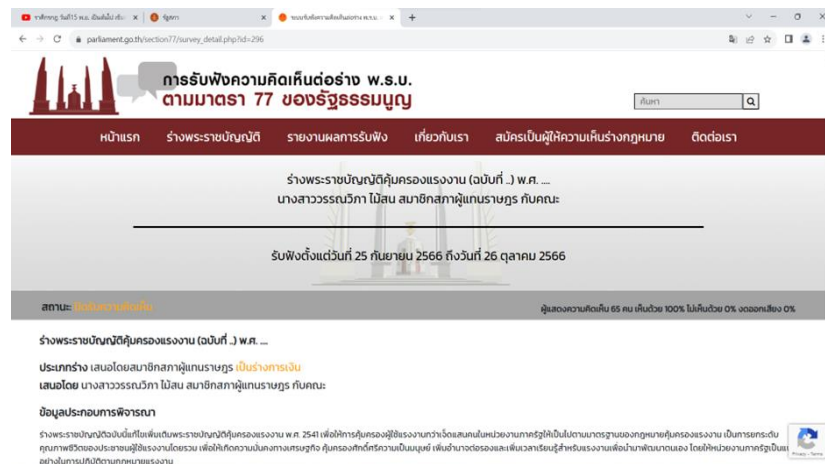 ราศีกรกฎ วันที่15 พ.ย. เป็นต้นไป
รัฐสภา
ระบบรับฟังความคิดเห็นต่อร่าง พ.ร.บ.
parliament.go.th/section77/survey_detail.php?id=296
การรับฟังความคิดเห็นต่อร่าง พ.ร.บ.
ตามมาตรา 77 ของรัฐธรรมนูญ
ค้นหา
หน้าแรก ร่างพระราชบัญญัติ รายงานผลการรับฟัง เกี่ยวกับเรา สมัครเป็นผู้ให้ความเห็นร่างกฎหมาย ติดต่อเรา
ร่างพระราชบัญญัติคุ้มครองแรงงาน (ฉบับที่ ..) พ.ศ. ....
นางสาววรรณวิภา ไม้สน สมาชิกสภาผู้แทนราษฎร กับคณะ
รับฟังตั้งแต่วันที่ 25 กันยายน 2566 ถึงวันที่ 26 ตุลาคม 2566
สถานะ: ปิดรับความคิดเห็น
ผู้แสดงความคิดเห็น 65 คน เห็นด้วย 100% ไม่เห็นด้วย 0% งดออกเสียง 0%
ร่างพระราชบัญญัติคุ้มครองแรงงาน (ฉบับที่ ..) พ.ศ. ....
ประเภทร่าง เสนอโดยสมาชิกสภาผู้แทนราษฎร เป็นร่างการเงิน
เสนอโดย นางสาววรรณวิภา ไม้สน สมาชิกสภาผู้แทนราษฎร กับคณะ
ข้อมูลประกอบการพิจารณา
ร่างพระราชบัญญัติฉบับนี้แก้ไขเพิ่มเติมพระราชบัญญัติคุ้มครองแรงงาน พ.ศ. 2541 เพื่อให้การคุ้มครองผู้ใช้แรงงานกว่าเจ็ดแสนคนในหน่วยงานภาครัฐให้เป็นไปตามมาตรฐานของกฎหมายคุ้มครองแรงงาน เป็นการยกระดับ
คุณภาพชีวิตของประชาชนผู้ใช้แรงงานโดยรวม เพื่อให้เกิดความมั่นคงทางเศรษฐกิจ คุ้มครองศักดิ์ศรีความเป็นมนุษย์ เพิ่มอำนาจต่อรองและเพิ่มเวลาเรียนรู้สำหรับแรงงานเพื่อนำมาพัฒนาตนเอง โดยให้หน่วยงานภาครัฐเป็น
อย่างในการปฏิบัติตามกฎหมายแรงงาน
Privacy - Terms